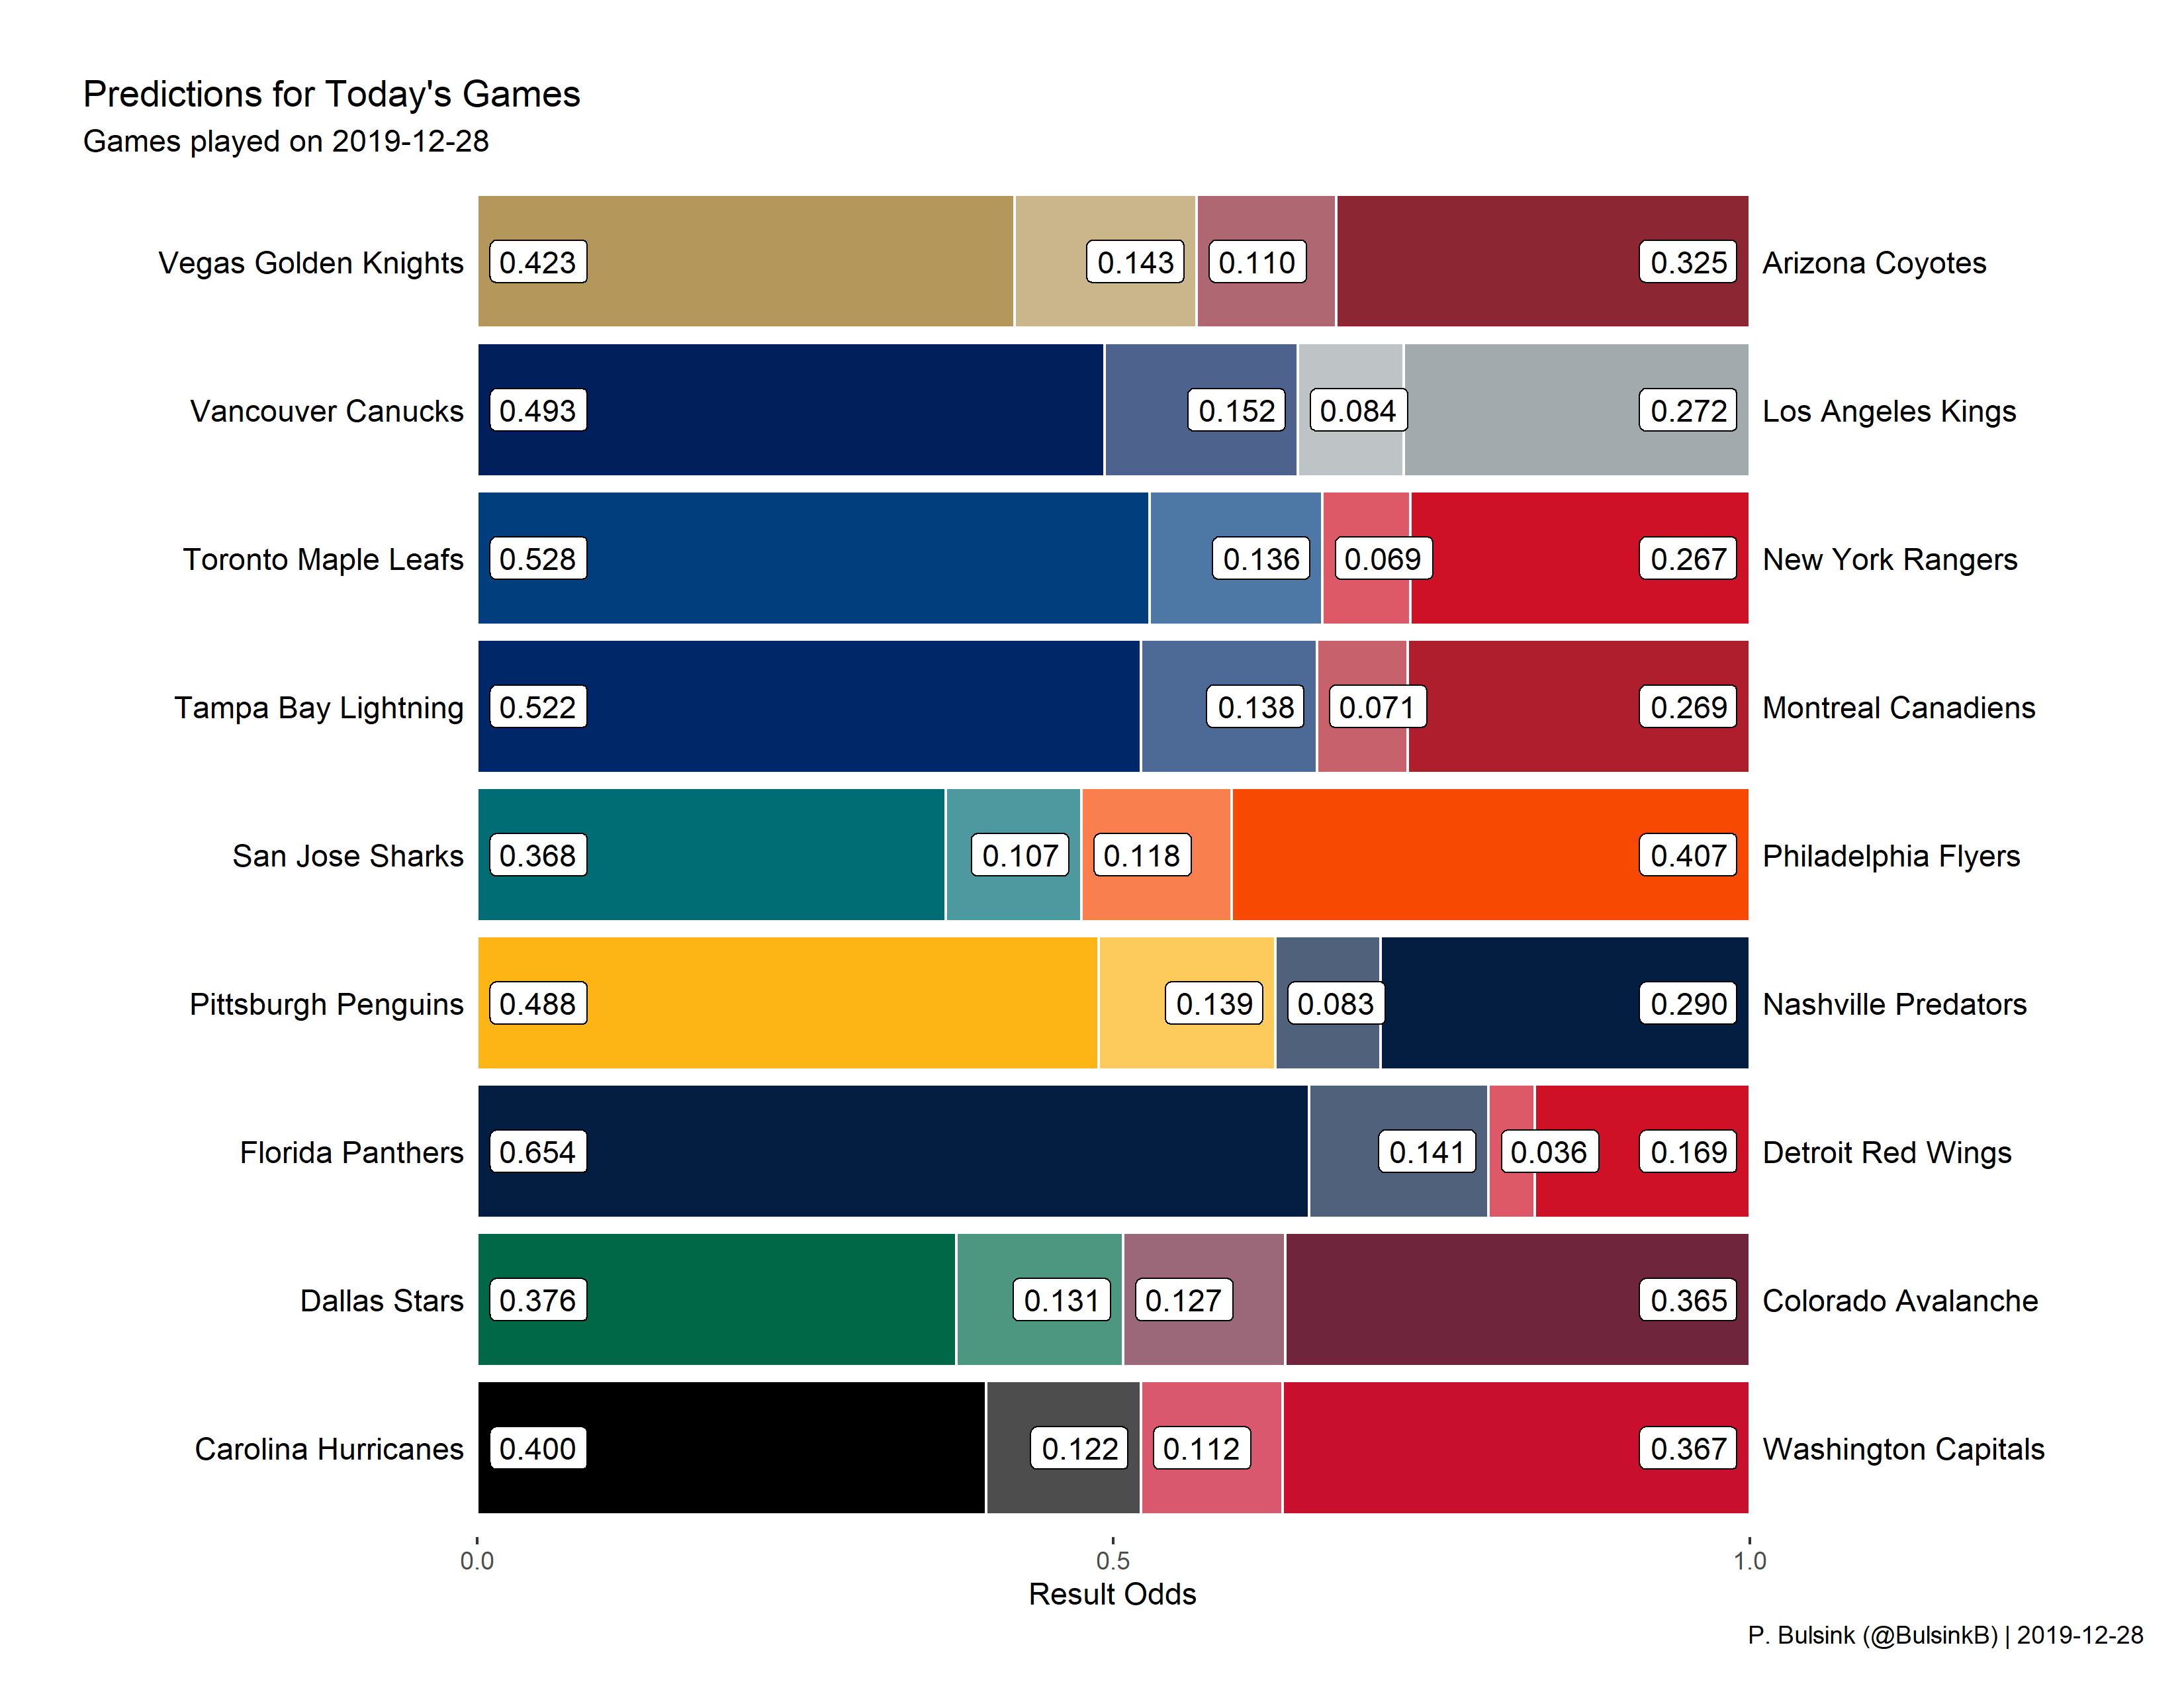 Predictions for Today's Games
Games played on 2019-12-28
Vegas Golden Knights 0.423 0.143 0.110 0.325 Arizona Coyotes
Vancouver Canucks 0.493 0.152 0.084 0.272 Los Angeles Kings
Toronto Maple Leafs 0.528 0.136 0.069 0.267 New York Rangers
Tampa Bay Lightning 0.522 0.138 0.071 0.269 Montreal Canadiens
San Jose Sharks 0.368 0.107 0.118 0.407 Philadelphia Flyers
Pittsburgh Penguins 0.488 0.139 0.083 0.290 Nashville Predators
Florida Panthers 0.654 0.141 0.036 0.169 Detroit Red Wings
Dallas Stars 0.376 0.131 0.127 0.365 Colorado Avalanche
Carolina Hurricanes 0.400 0.122 0.112 0.367 Washington Capitals
0.0 0.5 1.0
Result Odds
P. Bulsink (@BulsinkB) | 2019-12-28